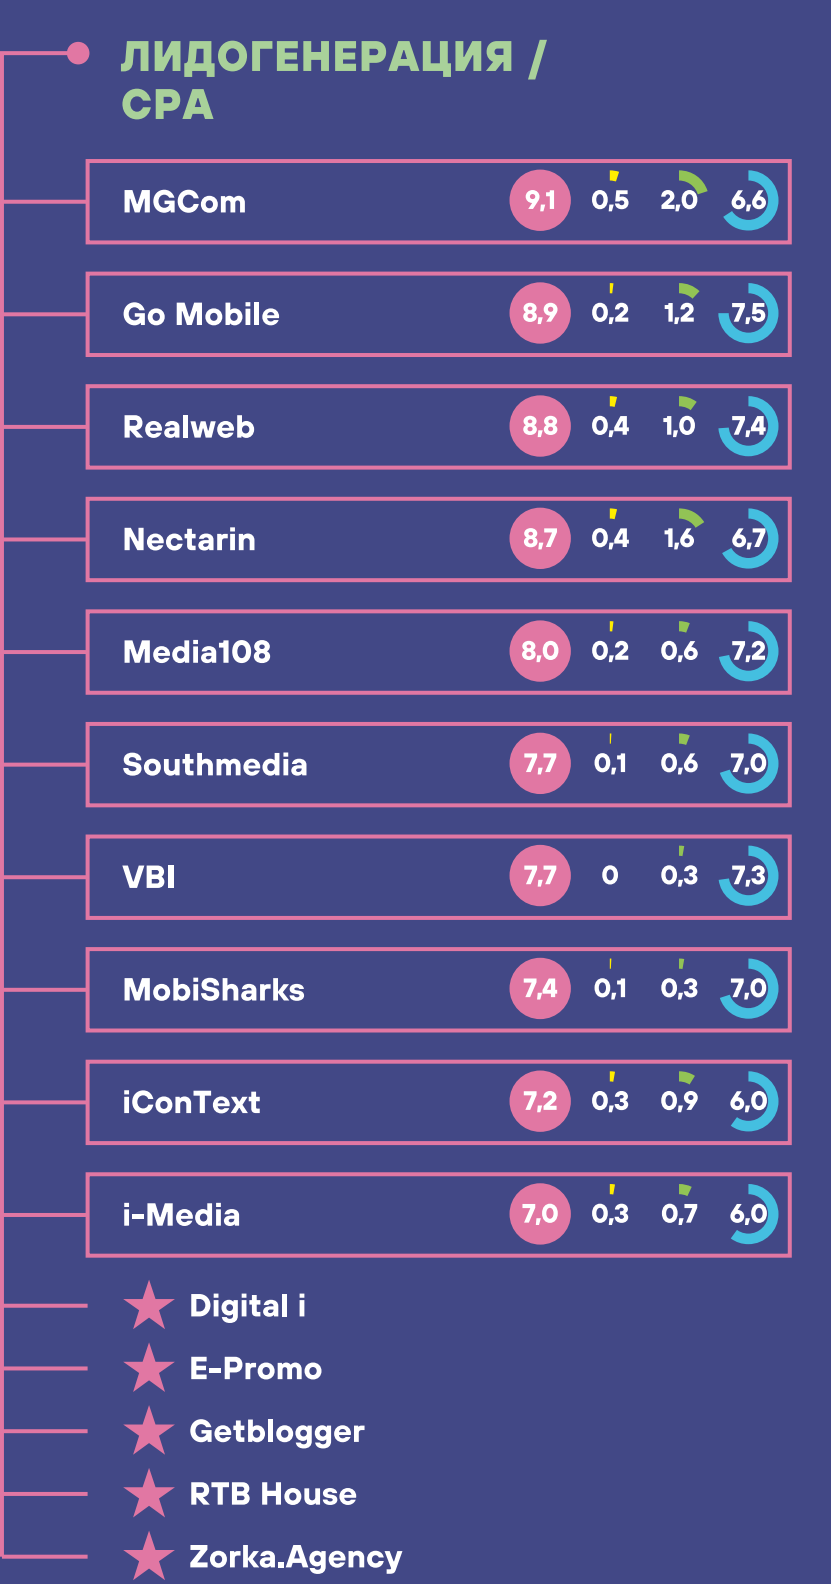 ЛИДОГЕНЕРАЦИЯ /
CPA
MGCom 9,1 0,5 2,0 6,6
Go Mobile 8,9 0,2 1,2 7,5
Realweb 8,8 0,4 1,0 7,4
Nectarin 8,7 0,4 1,6 6,7
Media108 8,0 0,2 0,6 7,2
Southmedia 7,7 0,1 0,6 7,0
VBI 7,7 0 0,3 7,3
MobiSharks 7,4 0,1 0,3 7,0
iConText 7,2 0,3 0,9 6,0
i-Media 7,0 0,3 0,7 6,0
Digital i
E-Promo
Getblogger
RTB House
Zorka.Agency